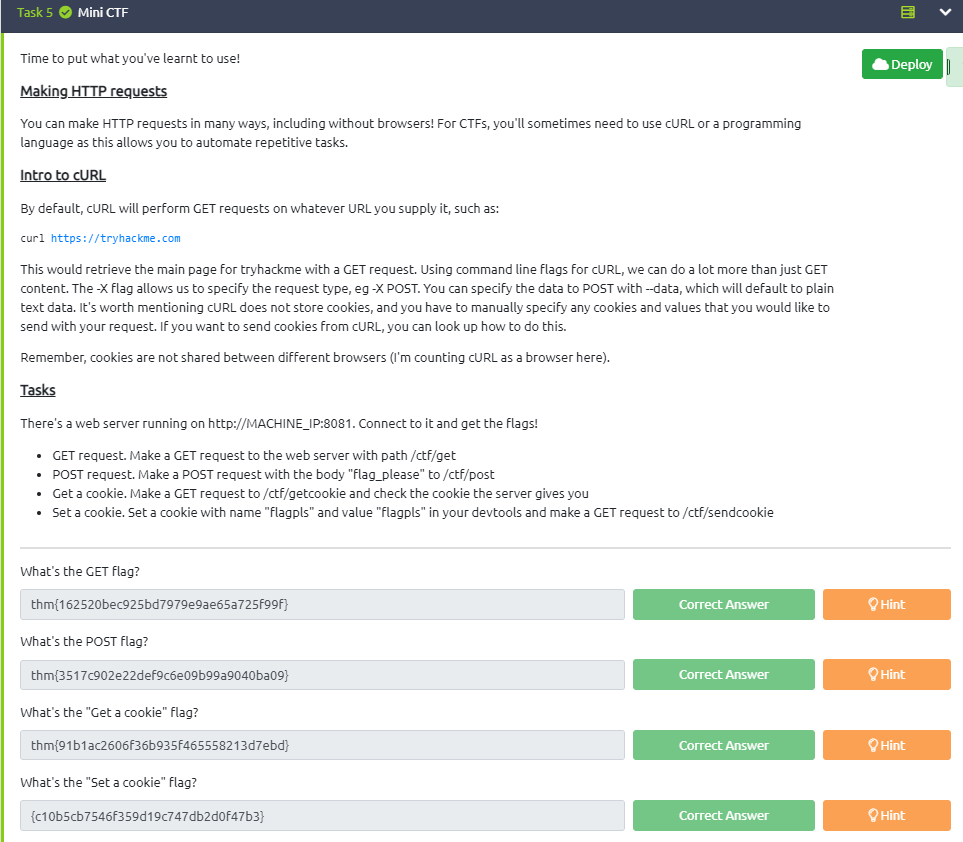 Task 5 Mini CTF
Time to put what you've learnt to use!
Deploy
Making HTTP requests
You can make HTTP requests in many ways, including without browsers! For CTFs, you'll sometimes need to use cURL or a programming
language as this allows you to automate repetitive tasks.
Intro to cURL
By default, cURL will perform GET requests on whatever URL you supply it, such as:
curl https://tryhackme.com
This would retrieve the main page for tryhackme with a GET request. Using command line flags for cURL, we can do a lot more than just GET
content. The -X flag allows us to specify the request type, eg -X POST. You can specify the data to POST with --data, which will default to plain
text data. It's worth mentioning cURL does not store cookies, and you have to manually specify any cookies and values that you would like to
send with your request. If you want to send cookies from cURL, you can look up how to do this.
Remember, cookies are not shared between different browsers (I'm counting cURL as a browser here).
Tasks
There's a web server running on http://MACHINE_IP:8081. Connect to it and get the flags!
• GET request. Make a GET request to the web server with path /ctf/get
• POST request. Make a POST request with the body "flag_please" to /ctf/post
• Get a cookie. Make a GET request to /ctf/getcookie and check the cookie the server gives you
• Set a cookie. Set a cookie with name "flagpls" and value "flagpls" in your devtools and make a GET request to /ctf/sendcookie
What's the GET flag?
thm{162520bec925bd7979e9ae65a725f99f} Correct Answer Hint
What's the POST flag?
thm{3517c902e22def9c6e09b99a9040ba09} Correct Answer Hint
What's the "Get a cookie" flag?
thm{91b1ac2606f36b935f465558213d7ebd} Correct Answer Hint
What's the "Set a cookie" flag?
{c10b5cb7546f359d19c747db2d0f47b3} Correct Answer Hint